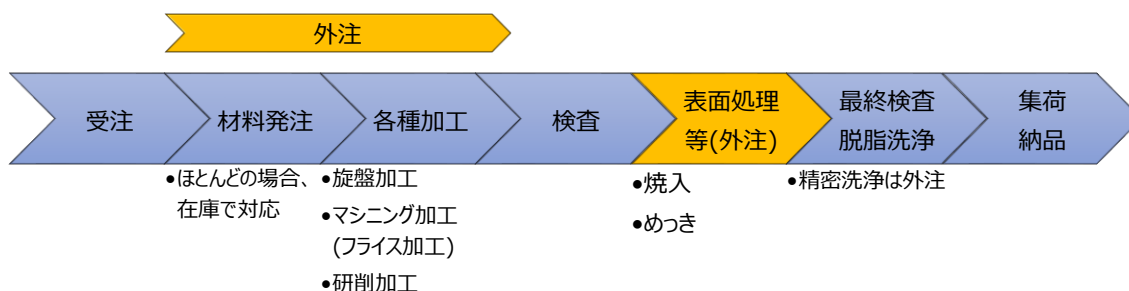 外注
受注
材料発注
各種加工
検査
表面処理
等(外注)
最終検査
脱脂洗浄
集荷
納品
•ほとんどの場合、
在庫で対応
•旋盤加工
•マシニング加工
(フライス加工)
•研削加工
•焼入
•めっき
•精密洗浄は外注